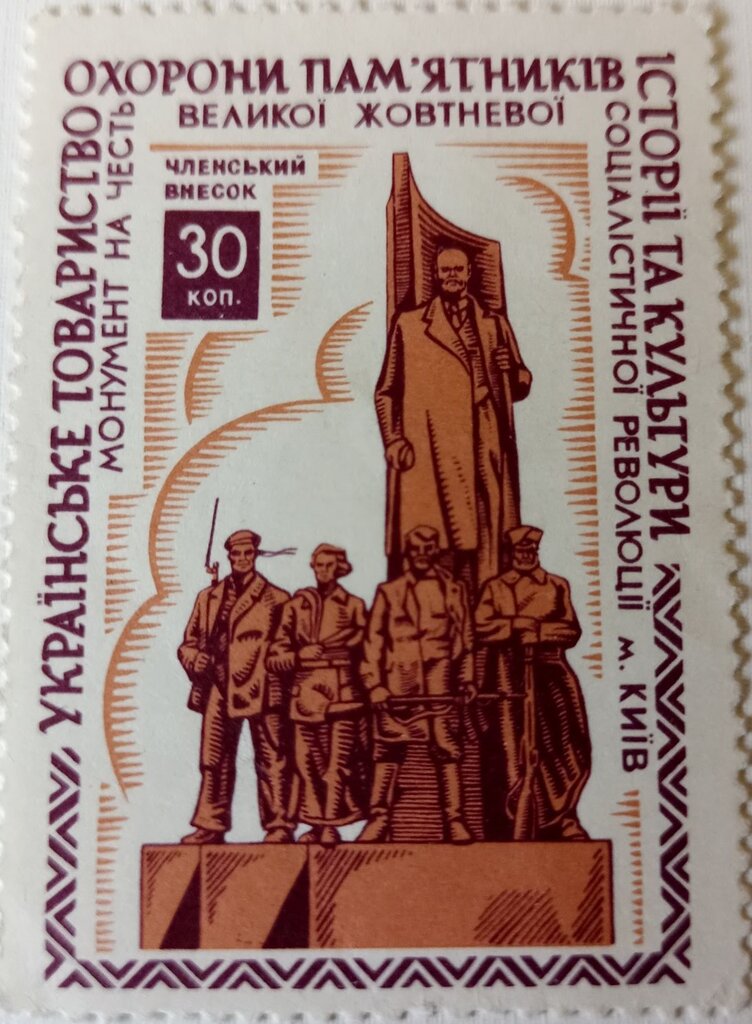 УКРАЇНСЬКЕ ТОВАРИСТВО
ОХОРОНИ ПАМ'ЯТНИКІВ
ІСТОРІЇ ТА КУЛЬТУРИ
МОНУМЕНТ НА ЧЕСТЬ
ВЕЛИКОЇ ЖОВТНЕВОЇ
СОЦІАЛІСТИЧНОЇ РЕВОЛЮЦІЇ м. КИЇВ
ЧЛЕНСЬКИЙ
ВНЕСОК
30
КОП.